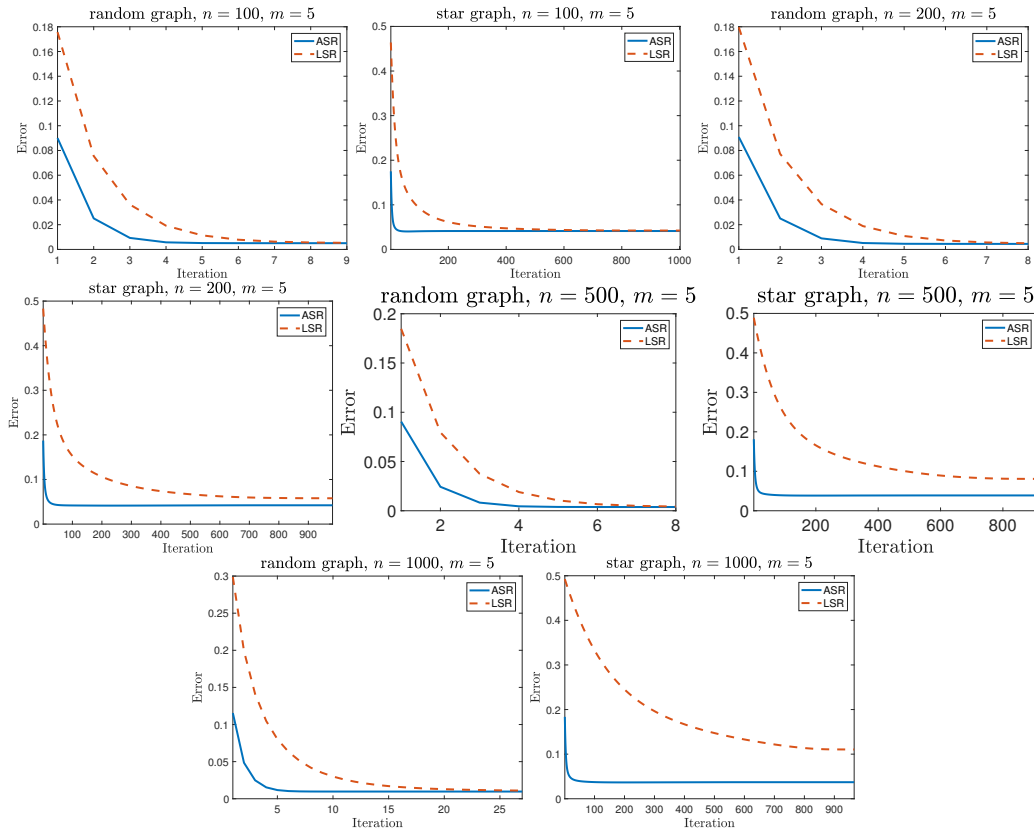 random graph, n = 100, m = 5
0.18
0.16
0.14
0.12
0.1
0.08
0.06
0.04
0.02
0
Error
ASR
LSR
1 2 3 4 5 6 7 8 9
Iteration
star graph, n = 100, m = 5
0.5
0.4
0.3
0.2
0.1
0
Error
ASR
LSR
200 400 600 800 1000
Iteration
random graph, n = 200, m = 5
0.18
0.16
0.14
0.12
0.1
0.08
0.06
0.04
0.02
0
Error
ASR
LSR
1 2 3 4 5 6 7 8
Iteration
star graph, n = 200, m = 5
0.5
0.4
0.3
0.2
0.1
0
Error
ASR
LSR
100 200 300 400 500 600 700 800 900
Iteration
random graph, n = 500, m = 5
0.2
0.15
0.1
0.05
0
Error
ASR
LSR
2 4 6 8
Iteration
star graph, n = 500, m = 5
0.5
0.4
0.3
0.2
0.1
0
Error
ASR
LSR
200 400 600 800
Iteration
random graph, n = 1000, m = 5
0.3
0.25
0.2
0.15
0.1
0.05
0
Error
ASR
LSR
5 10 15 20 25
Iteration
star graph, n = 1000, m = 5
0.5
0.4
0.3
0.2
0.1
0
Error
ASR
LSR
100 200 300 400 500 600 700 800 900
Iteration